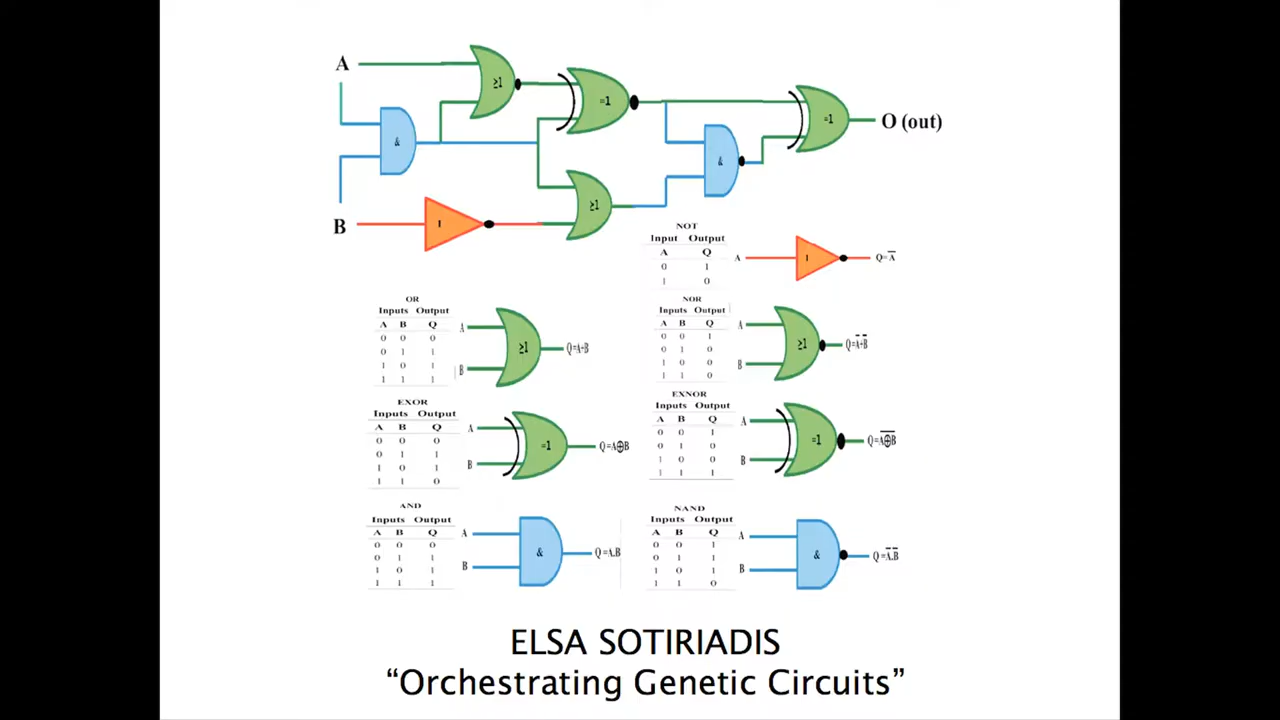 A
≥1
=1
=1
O (out)
&
&
≥1
B
1
NOT
Input Output
A Q
0 1
1 0
A
1
Q=A̅
OR
Inputs Output
A B Q
0 0 0
0 1 1
1 0 1
1 1 1
A
B
≥1
Q=A+B
NOR
Inputs Output
A B Q
0 0 1
0 1 0
1 0 0
1 1 0
A
B
≥1
Q=A̅+B̅
EXOR
Inputs Output
A B Q
0 0 0
0 1 1
1 0 1
1 1 0
A
B
=1
Q=A⊕B
EXNOR
Inputs Output
A B Q
0 0 1
0 1 0
1 0 0
1 1 1
A
B
=1
Q=A̅⊕̅B̅
AND
Inputs Output
A B Q
0 0 0
0 1 1
1 0 1
1 1 1
A
B
&
Q=A.B
NAND
Inputs Output
A B Q
0 0 1
0 1 1
1 0 1
1 1 0
A
B
&
Q=A̅.B̅
ELSA SOTIRIADIS
“Orchestrating Genetic Circuits”